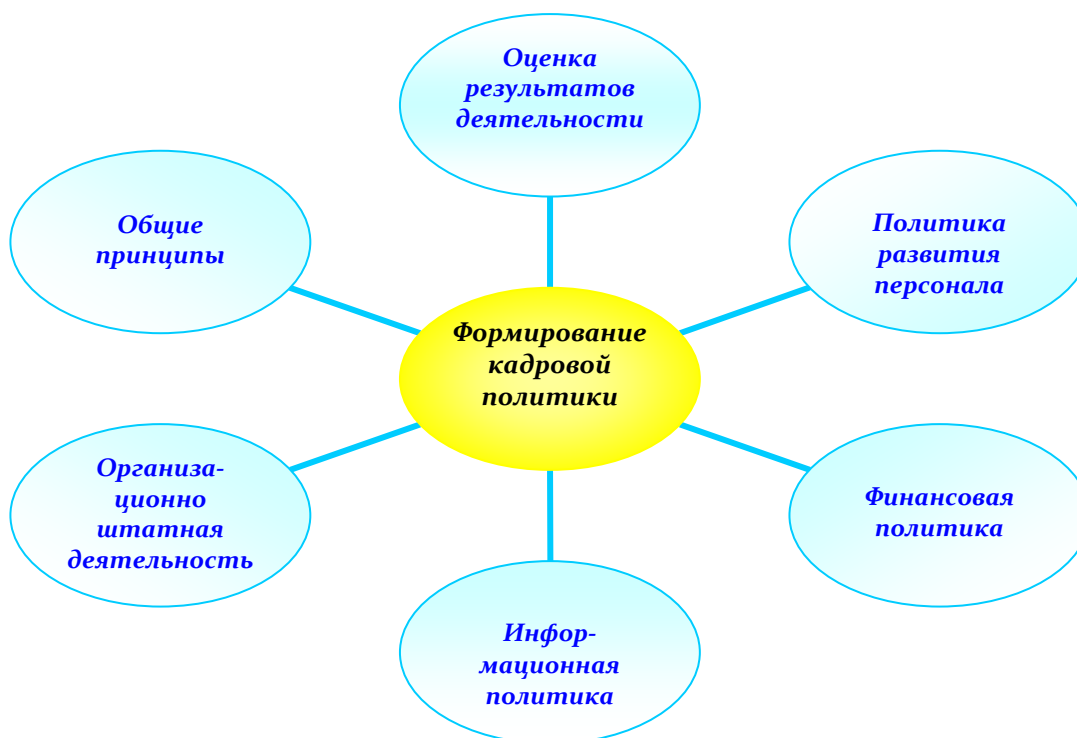 Оценка
результатов
деятельности
Общие
принципы
Политика
развития
персонала
Формирование
кадровой
политики
Организа-
ционно
штатная
деятельность
Финансовая
политика
Инфор-
мационная
политика